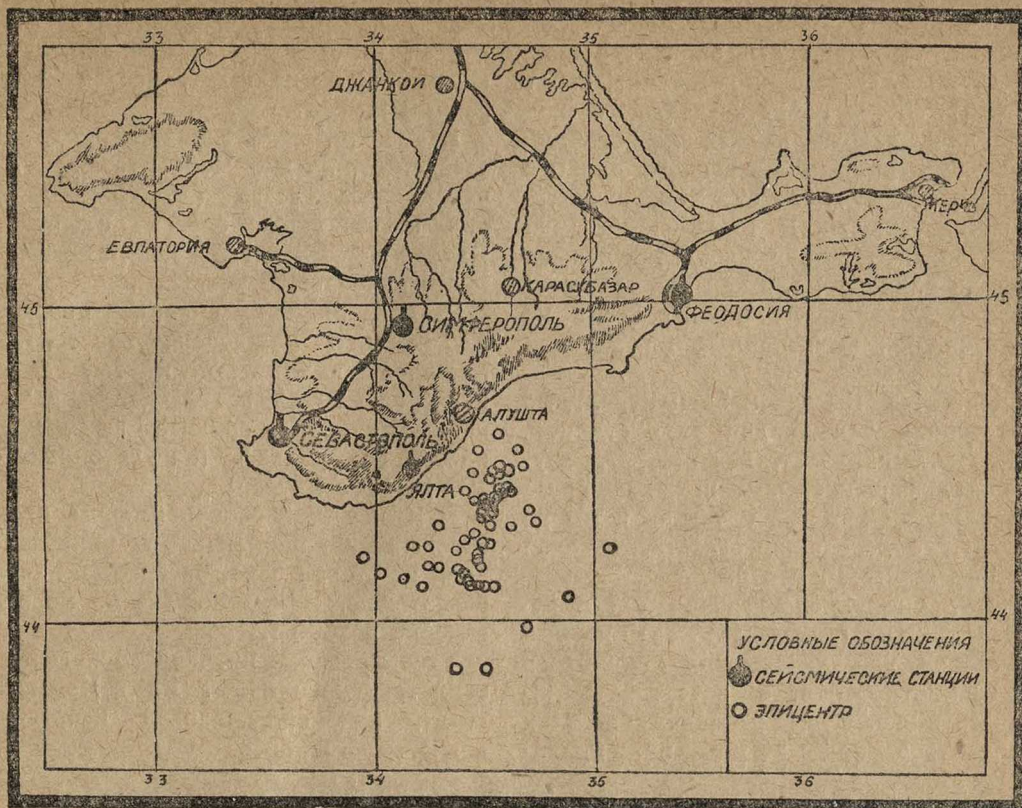 33 34 35 36
ДЖАНКОЙ
КЕРЧЬ
ЕВПАТОРИЯ
КАРАСУБАЗАР
45 45
ФЕОДОСИЯ
СИМФЕРОПОЛЬ
АЛУШТА
СЕВАСТОПОЛЬ
ЯЛТА
44 44
УСЛОВНЫЕ ОБОЗНАЧЕНИЯ
СЕЙСМИЧЕСКИЕ СТАНЦИИ
ЭПИЦЕНТР
33 34 35 36